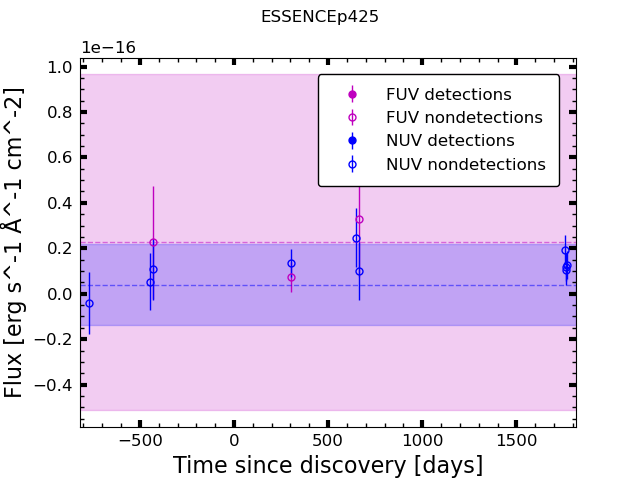 ESSENCEp425
1e−16
FUV detections
FUV nondetections
NUV detections
NUV nondetections
1.0
0.8
0.6
0.4
0.2
0.0
−0.2
−0.4
Flux [erg s^-1 Å^-1 cm^-2]
−500 0 500 1000 1500
Time since discovery [days]